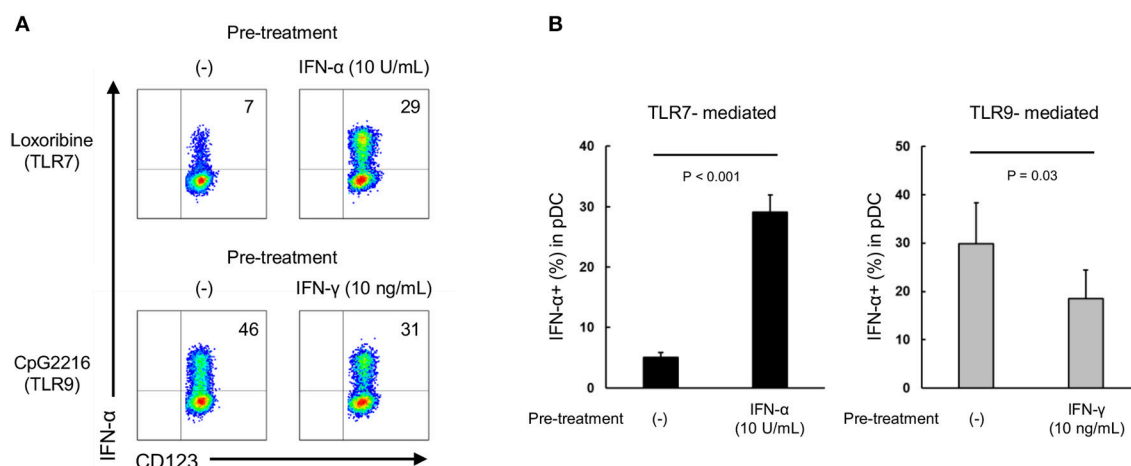 A
Pre-treatment
(-)
IFN-α (10 U/mL)
Loxoribine
(TLR7)
7
29
Pre-treatment
(-)
IFN-γ (10 ng/mL)
CpG2216
(TLR9)
46
31
IFN-α
CD123
B
TLR7- mediated
P < 0.001
IFN-α+ (%) in pDC
40
30
20
10
0
Pre-treatment
(-)
IFN-α
(10 U/mL)
TLR9- mediated
P = 0.03
IFN-α+ (%) in pDC
50
40
30
20
10
0
Pre-treatment
(-)
IFN-γ
(10 ng/mL)